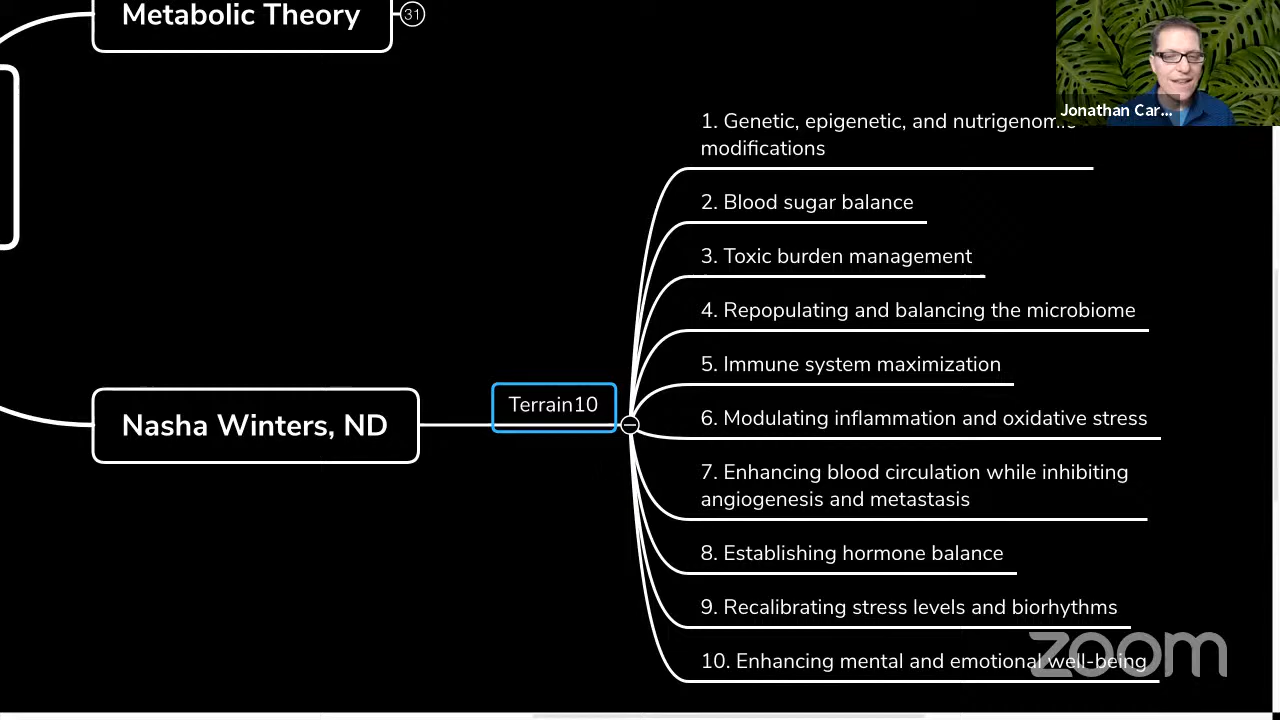 Metabolic Theory
31
Jonathan Car...
1. Genetic, epigenetic, and nutrigenomic
modifications
2. Blood sugar balance
3. Toxic burden management
4. Repopulating and balancing the microbiome
5. Immune system maximization
Terrain10
6. Modulating inflammation and oxidative stress
Nasha Winters, ND
7. Enhancing blood circulation while inhibiting
angiogenesis and metastasis
8. Establishing hormone balance
9. Recalibrating stress levels and biorhythms
10. Enhancing mental and emotional well-being
zoom